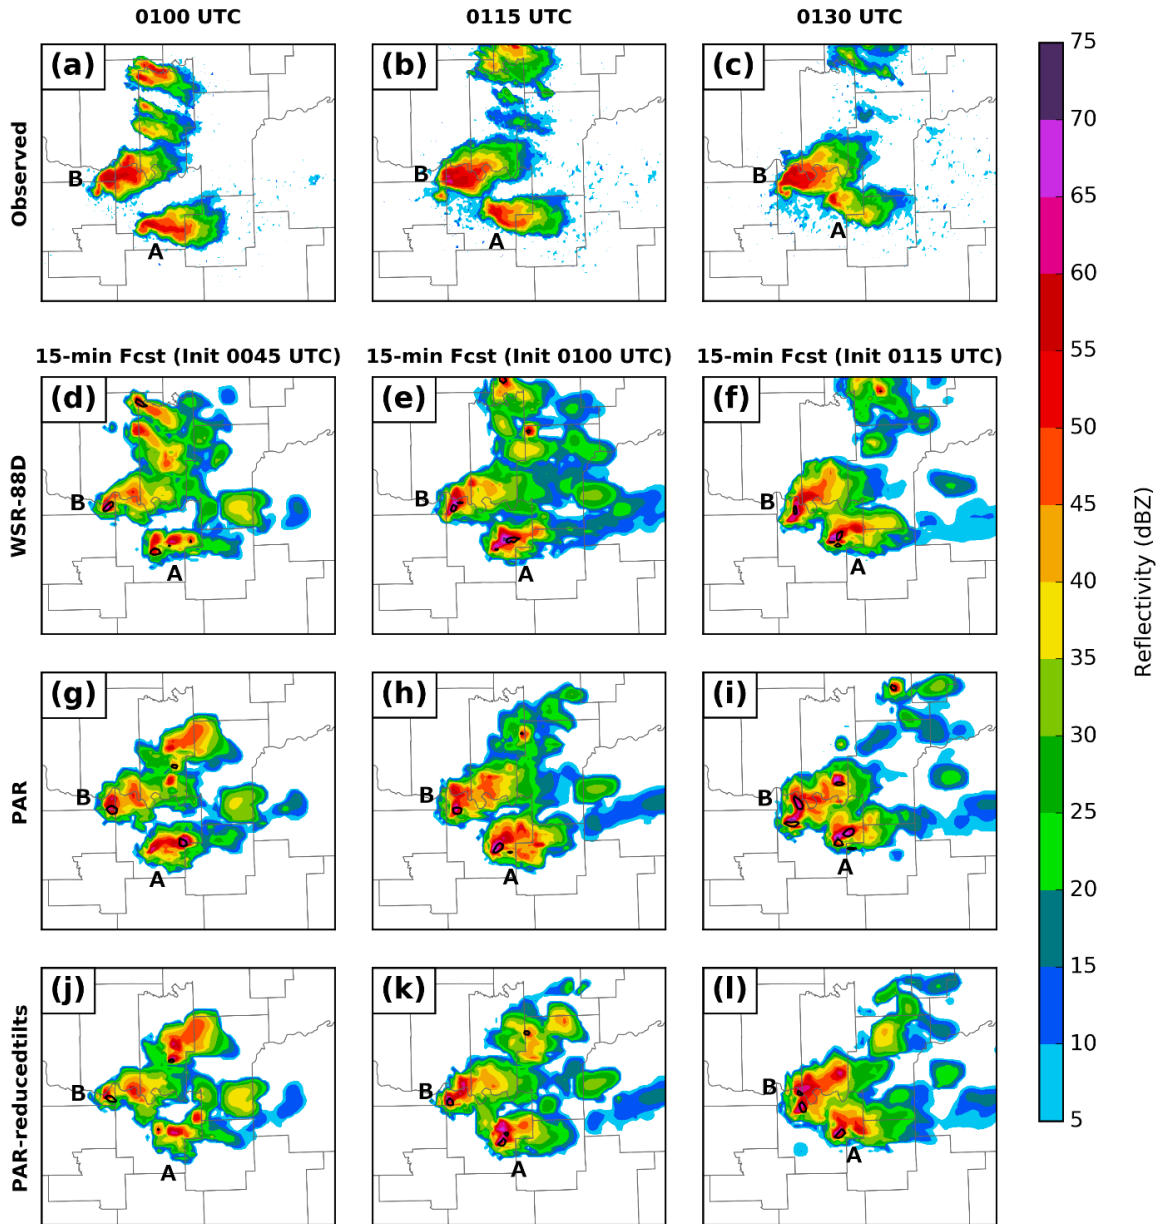 0100 UTC
0115 UTC
0130 UTC
Observed
(a)
B
A
(b)
B
A
(c)
B
A
15-min Fcst (Init 0045 UTC)
15-min Fcst (Init 0100 UTC)
15-min Fcst (Init 0115 UTC)
WSR-88D
(d)
B
A
(e)
B
A
(f)
B
A
PAR
(g)
B
A
(h)
B
A
(i)
B
A
PAR-reducedtilts
(j)
B
A
(k)
B
A
(l)
B
A
75
70
65
60
55
50
45
40
35
30
25
20
15
10
5
Reflectivity (dBZ)